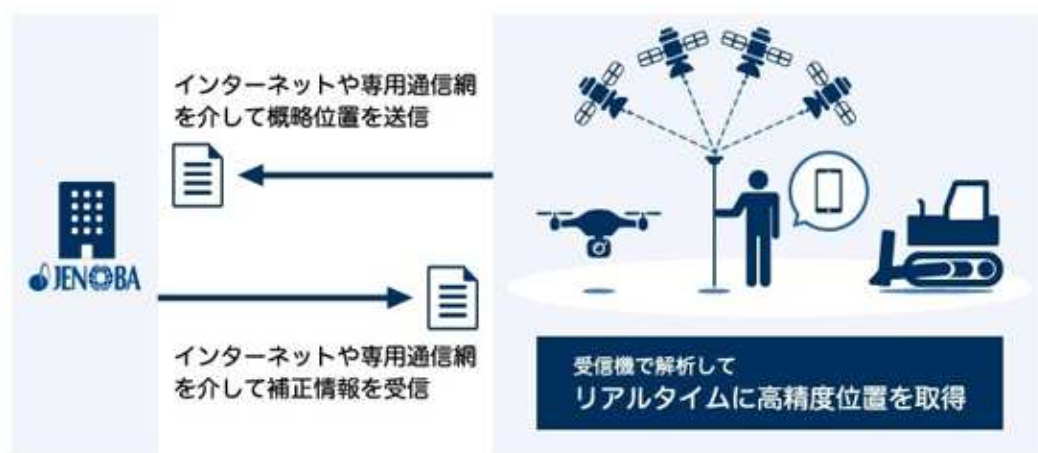 インターネットや専用通信網
を介して概略位置を送信
JENOBA
インターネットや専用通信網
を介して補正情報を受信
受信機で解析して
リアルタイムに高精度位置を取得